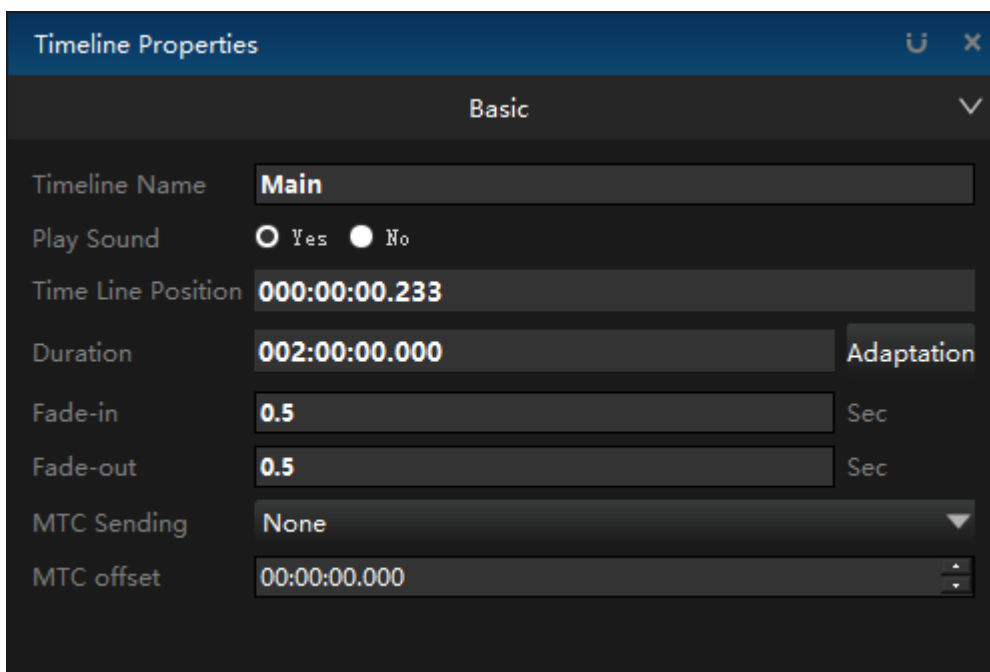 Timeline Properties
Basic
Timeline Name Main
Play Sound Yes No
Time Line Position 000:00:00.233
Duration 002:00:00.000 Adaptation
Fade-in 0.5 Sec
Fade-out 0.5 Sec
MTC Sending None
MTC offset 00:00:00.000